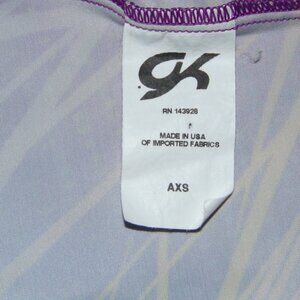 GK
RN 143928
MADE IN USA
OF IMPORTED FABRICS
AXS